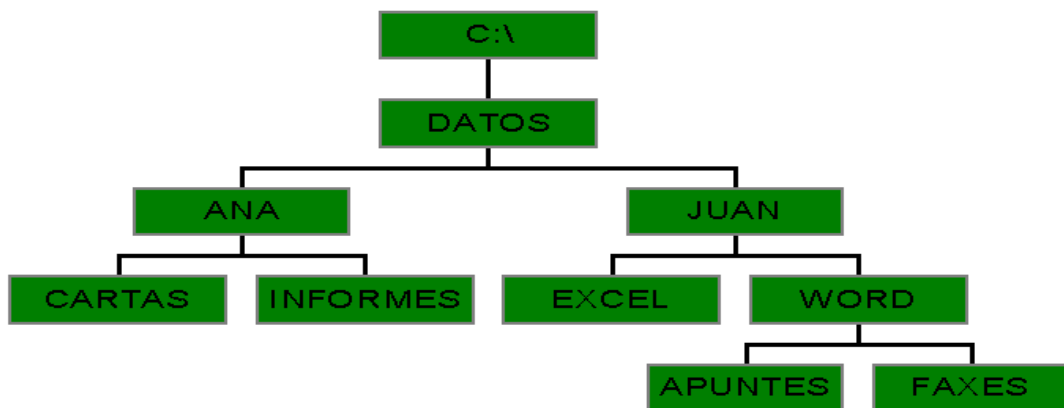 C:\
DATOS
ANA
JUAN
CARTAS
INFORMES
EXCEL
WORD
APUNTES
FAXES